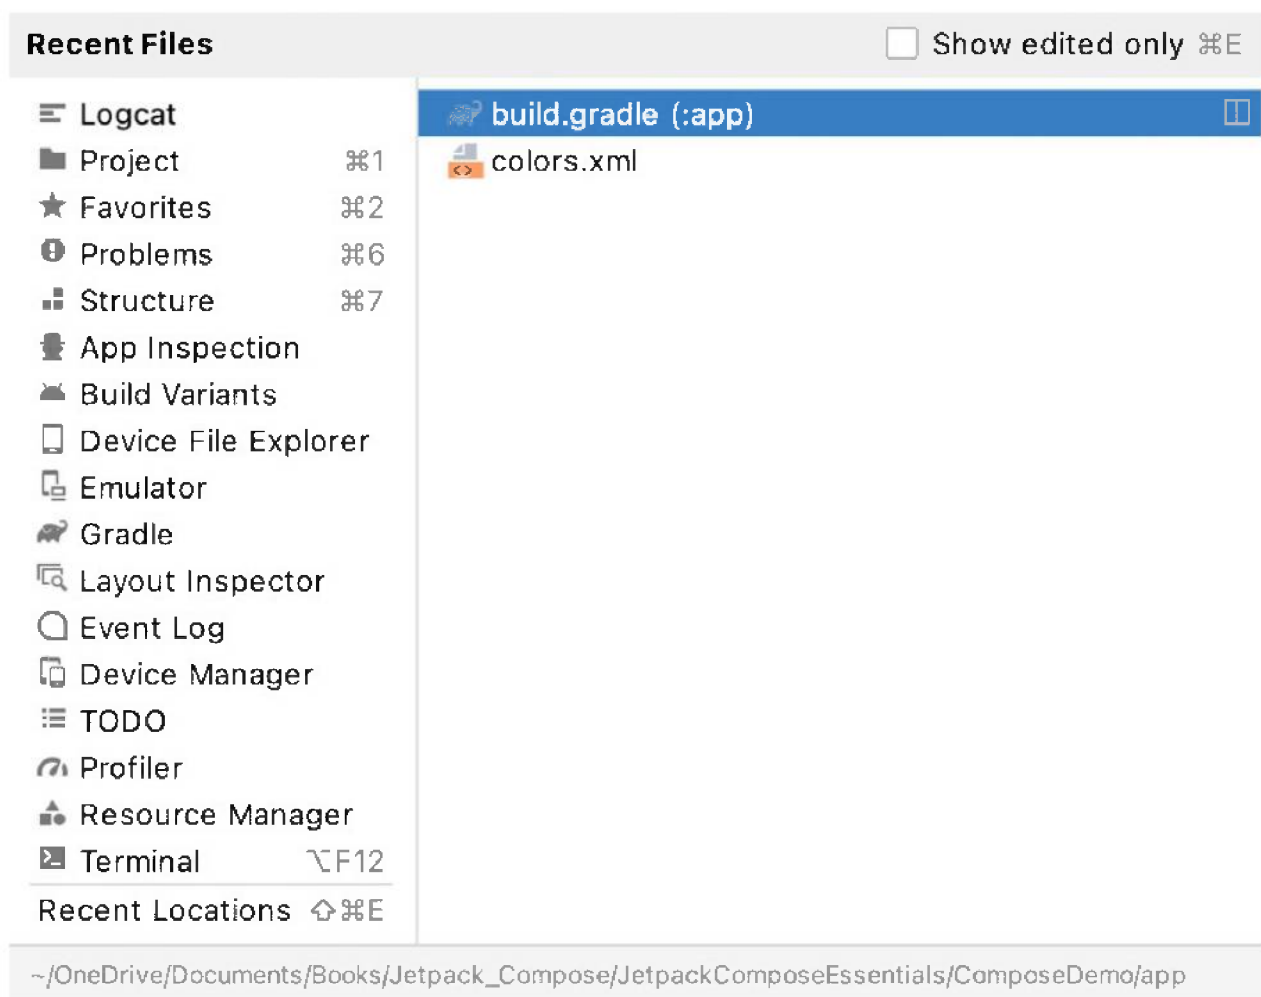 Recent Files
Show edited only ⌘E
Logcat
Project ⌘1
Favorites ⌘2
Problems ⌘6
Structure ⌘7
App Inspection
Build Variants
Device File Explorer
Emulator
Gradle
Layout Inspector
Event Log
Device Manager
TODO
Profiler
Resource Manager
Terminal ⌥F12
Recent Locations ⇧⌘E
build.gradle (:app)
colors.xml
~/OneDrive/Documents/Books/Jetpack_Compose/JetpackComposeEssentials/ComposeDemo/app